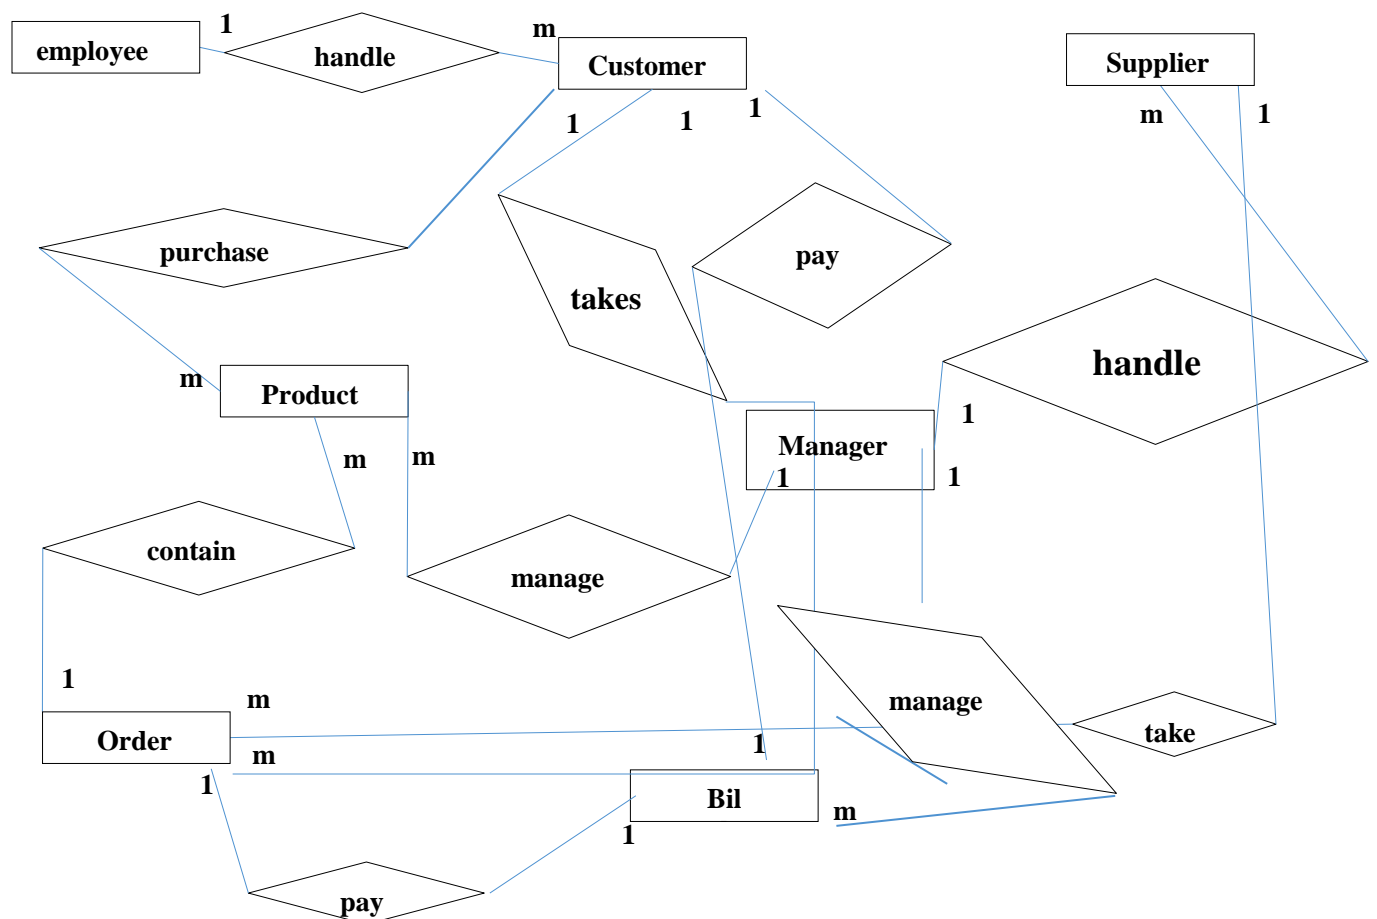 1
m
employee
handle
Customer
Supplier
1
1
1
m
1
purchase
takes
pay
handle
m
Product
1
Manager
m
m
1
1
contain
manage
1
m
manage
Order
m
1
take
1
Bil
m
1
pay